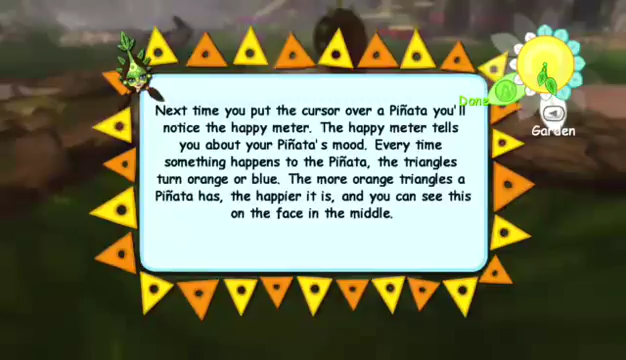 Next time you put the cursor over a Piñata you'll
notice the happy meter. The happy meter tells
you about your Piñata's mood. Every time
something happens to the Piñata, the triangles
turn orange or blue. The more orange triangles a
Piñata has, the happier it is, and you can see this
on the face in the middle.
Done
Garden